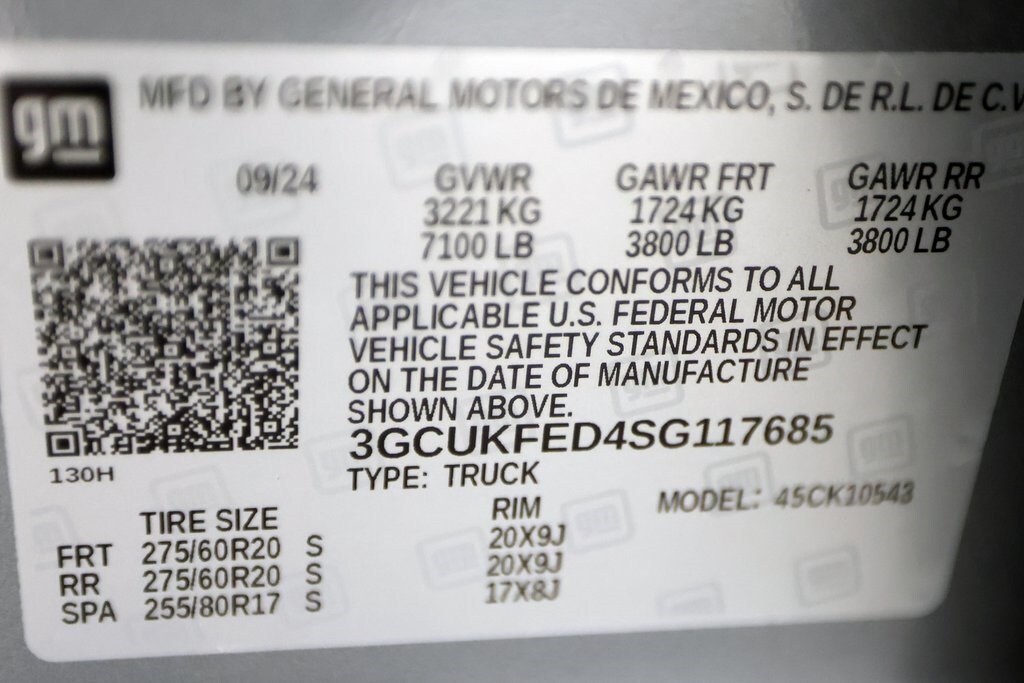 gm
MFD BY GENERAL MOTORS DE MEXICO, S. DE R.L. DE C.V
09/24
GVWR GAWR FRT GAWR RR
3221 KG 1724 KG 1724 KG
7100 LB 3800 LB 3800 LB
THIS VEHICLE CONFORMS TO ALL
APPLICABLE U.S. FEDERAL MOTOR
VEHICLE SAFETY STANDARDS IN EFFECT
ON THE DATE OF MANUFACTURE
SHOWN ABOVE.
3GCUKFED4SG117685
130H
TYPE: TRUCK
MODEL: 45CK10543
TIRE SIZE RIM
FRT 275/60R20 S 20X9J
RR 275/60R20 S 20X9J
SPA 255/80R17 S 17X8J